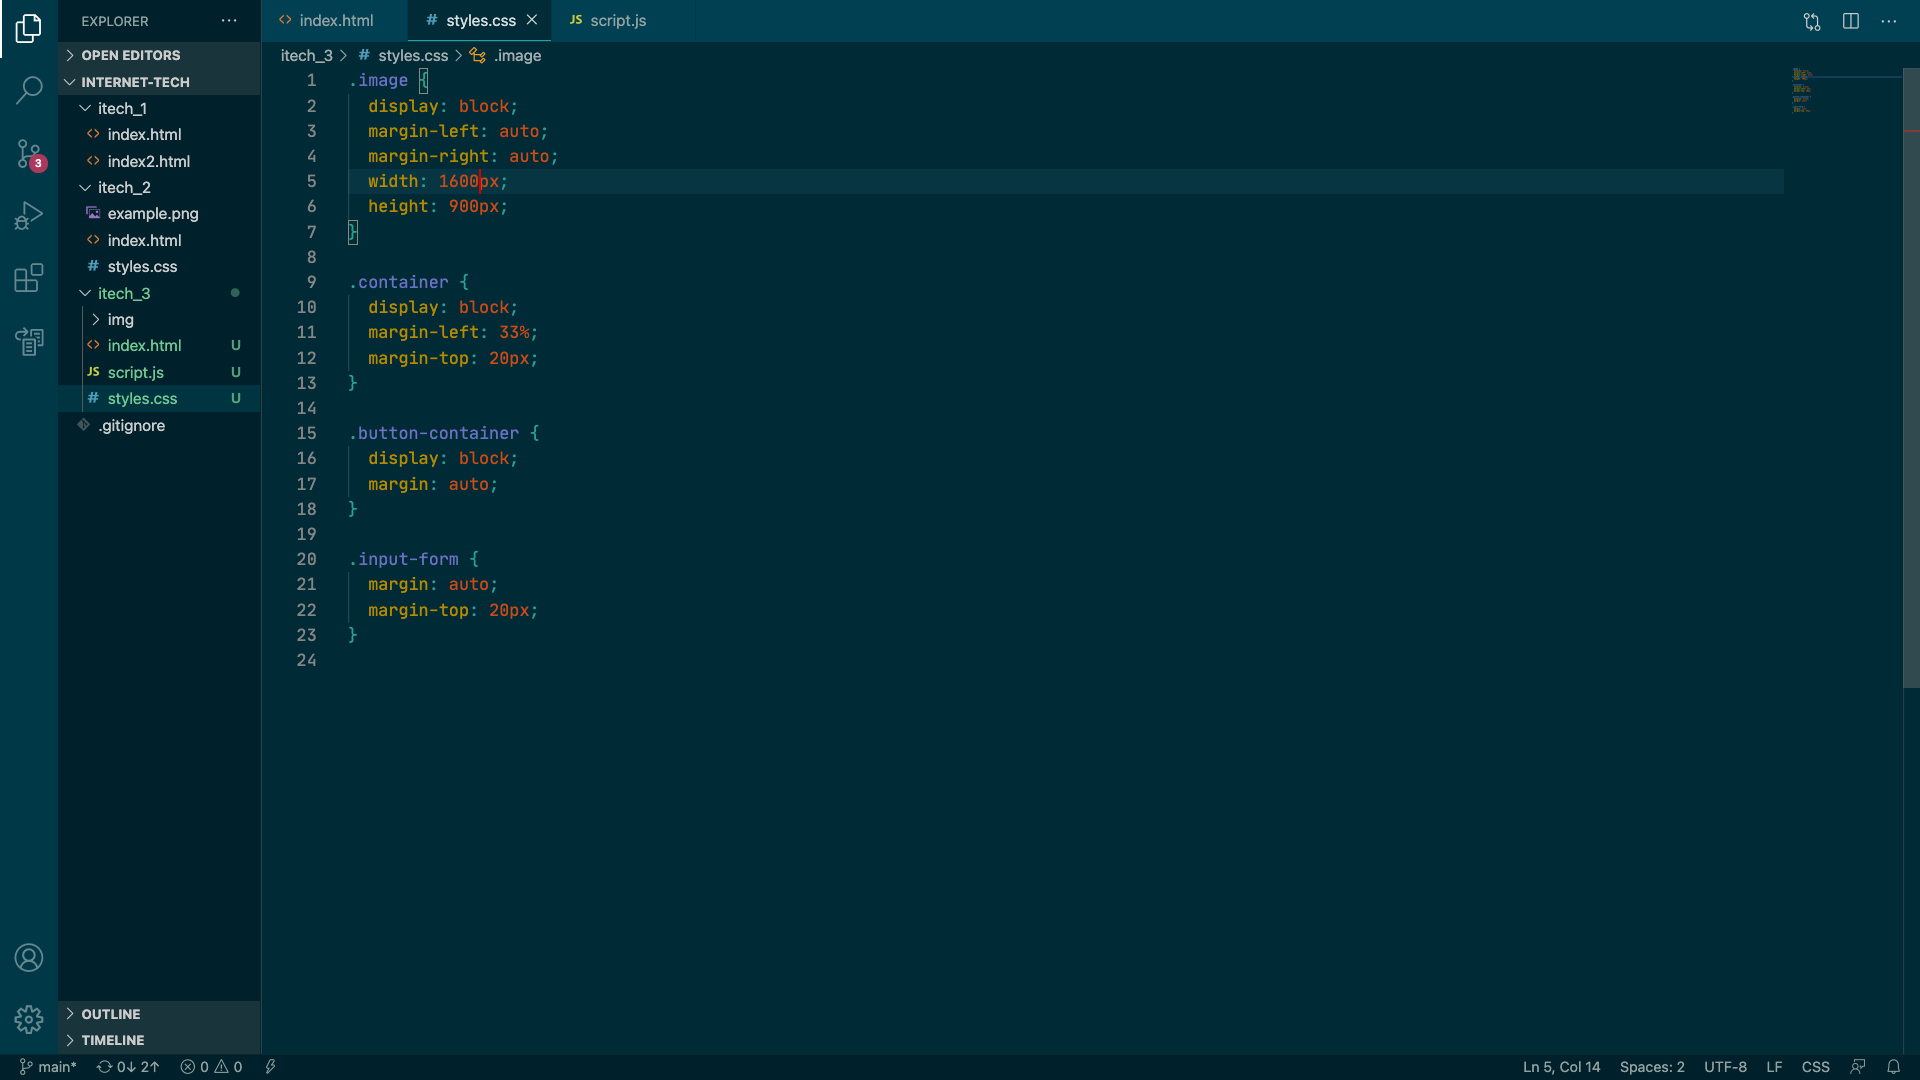 EXPLORER
OPEN EDITORS
INTERNET-TECH
itech_1
index.html
index2.html
itech_2
example.png
index.html
styles.css
itech_3
img
index.html U
script.js U
styles.css U
.gitignore
OUTLINE
TIMELINE
3
index.html # styles.css JS script.js
itech_3 > # styles.css > .image
1 .image {
2 display: block;
3 margin-left: auto;
4 margin-right: auto;
5 width: 1600px;
6 height: 900px;
7 }
8
9 .container {
10 display: block;
11 margin-left: 33%;
12 margin-top: 20px;
13 }
14
15 .button-container {
16 display: block;
17 margin: auto;
18 }
19
20 .input-form {
21 margin: auto;
22 margin-top: 20px;
23 }
24
main* 0↓ 2↑ 0 0 Ln 5, Col 14 Spaces: 2 UTF-8 LF CSS